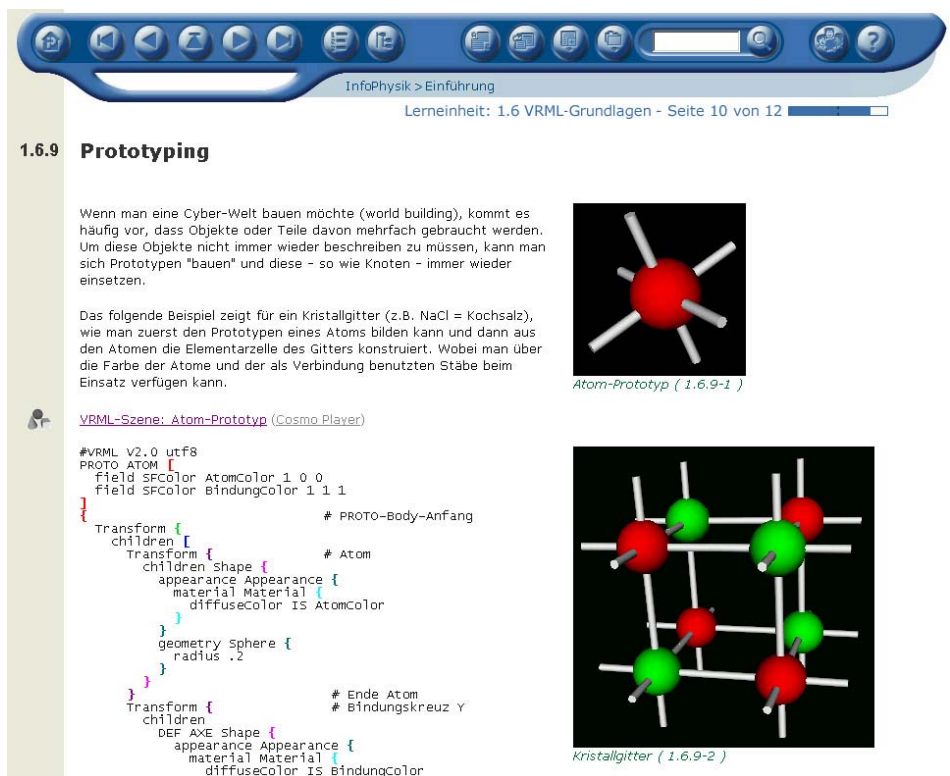 InfoPhysik > Einführung
Lerneinheit: 1.6 VRML-Grundlagen - Seite 10 von 12
1.6.9 Prototyping
Wenn man eine Cyber-Welt bauen möchte (world building), kommt es
häufig vor, dass Objekte oder Teile davon mehrfach gebraucht werden.
Um diese Objekte nicht immer wieder beschreiben zu müssen, kann man
sich Prototypen "bauen" und diese - so wie Knoten - immer wieder
einsetzen.
Das folgende Beispiel zeigt für ein Kristallgitter (z.B. NaCl = Kochsalz),
wie man zuerst den Prototypen eines Atoms bilden kann und dann aus
den Atomen die Elementarzelle des Gitters konstruiert. Wobei man über
die Farbe der Atome und der als Verbindung benutzten Stäbe beim
Einsatz verfügen kann.
Atom-Prototyp ( 1.6.9-1 )
VRML-Szene: Atom-Prototyp (Cosmo Player)
#VRML V2.0 utf8
PROTO ATOM [
field SFColor AtomColor 1 0 0
field SFColor BindungColor 1 1 1
]
{ # PROTO-Body-Anfang
Transform {
children [
Transform { # Atom
children Shape {
appearance Appearance {
material Material {
diffuseColor IS AtomColor
}
}
geometry Sphere {
radius .2
}
}
} # Ende Atom
Transform { # Bindungskreuz Y
children
DEF AXE Shape {
appearance Appearance {
material Material {
diffuseColor IS BindungColor
Kristallgitter ( 1.6.9-2 )